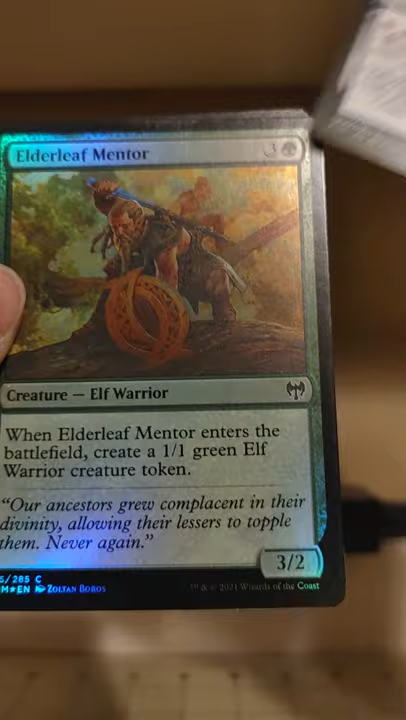 Elderleaf Mentor 3
Creature — Elf Warrior
When Elderleaf Mentor enters the
battlefield, create a 1/1 green Elf
Warrior creature token.
“Our ancestors grew complacent in their
divinity, allowing their lessers to topple
them. Never again.”
3/2
5/285 C
M★EN ZOLTAN BOROS
™ & © 2021 Wizards of the Coast